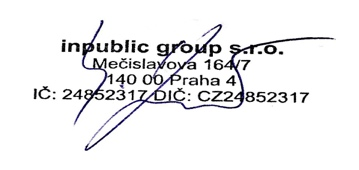 inpublic group s.r.o.
Mečislavova 164/7
140 00 Praha 4
IČ: 24852317 DIČ: CZ24852317